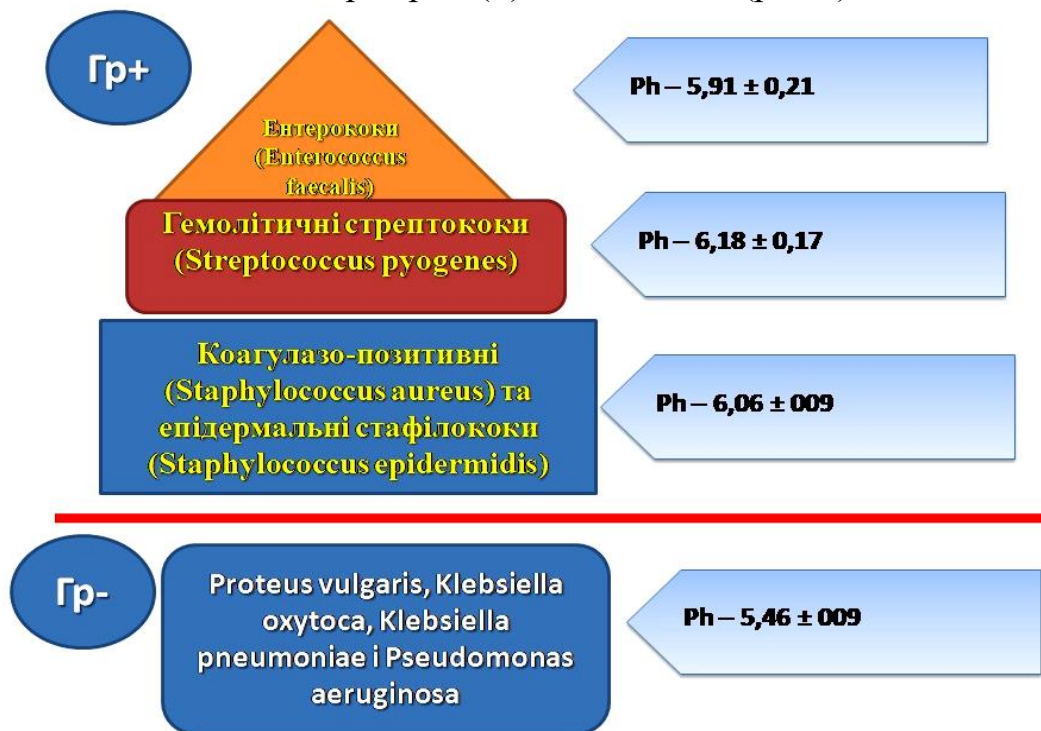 Гр+
Ентерококи
(Enterococcus
faecalis)
Ph – 5,91 ± 0,21
Гемолітичні стрептококи
(Streptococcus pyogenes)
Ph – 6,18 ± 0,17
Коагулазо-позитивні
(Staphylococcus aureus) та
епідермальні стафілококи
(Staphylococcus epidermidis)
Ph – 6,06 ± 009
Гр-
Proteus vulgaris, Klebsiella
oxytoca, Klebsiella
pneumoniae і Pseudomonas
aeruginosa
Ph – 5,46 ± 009